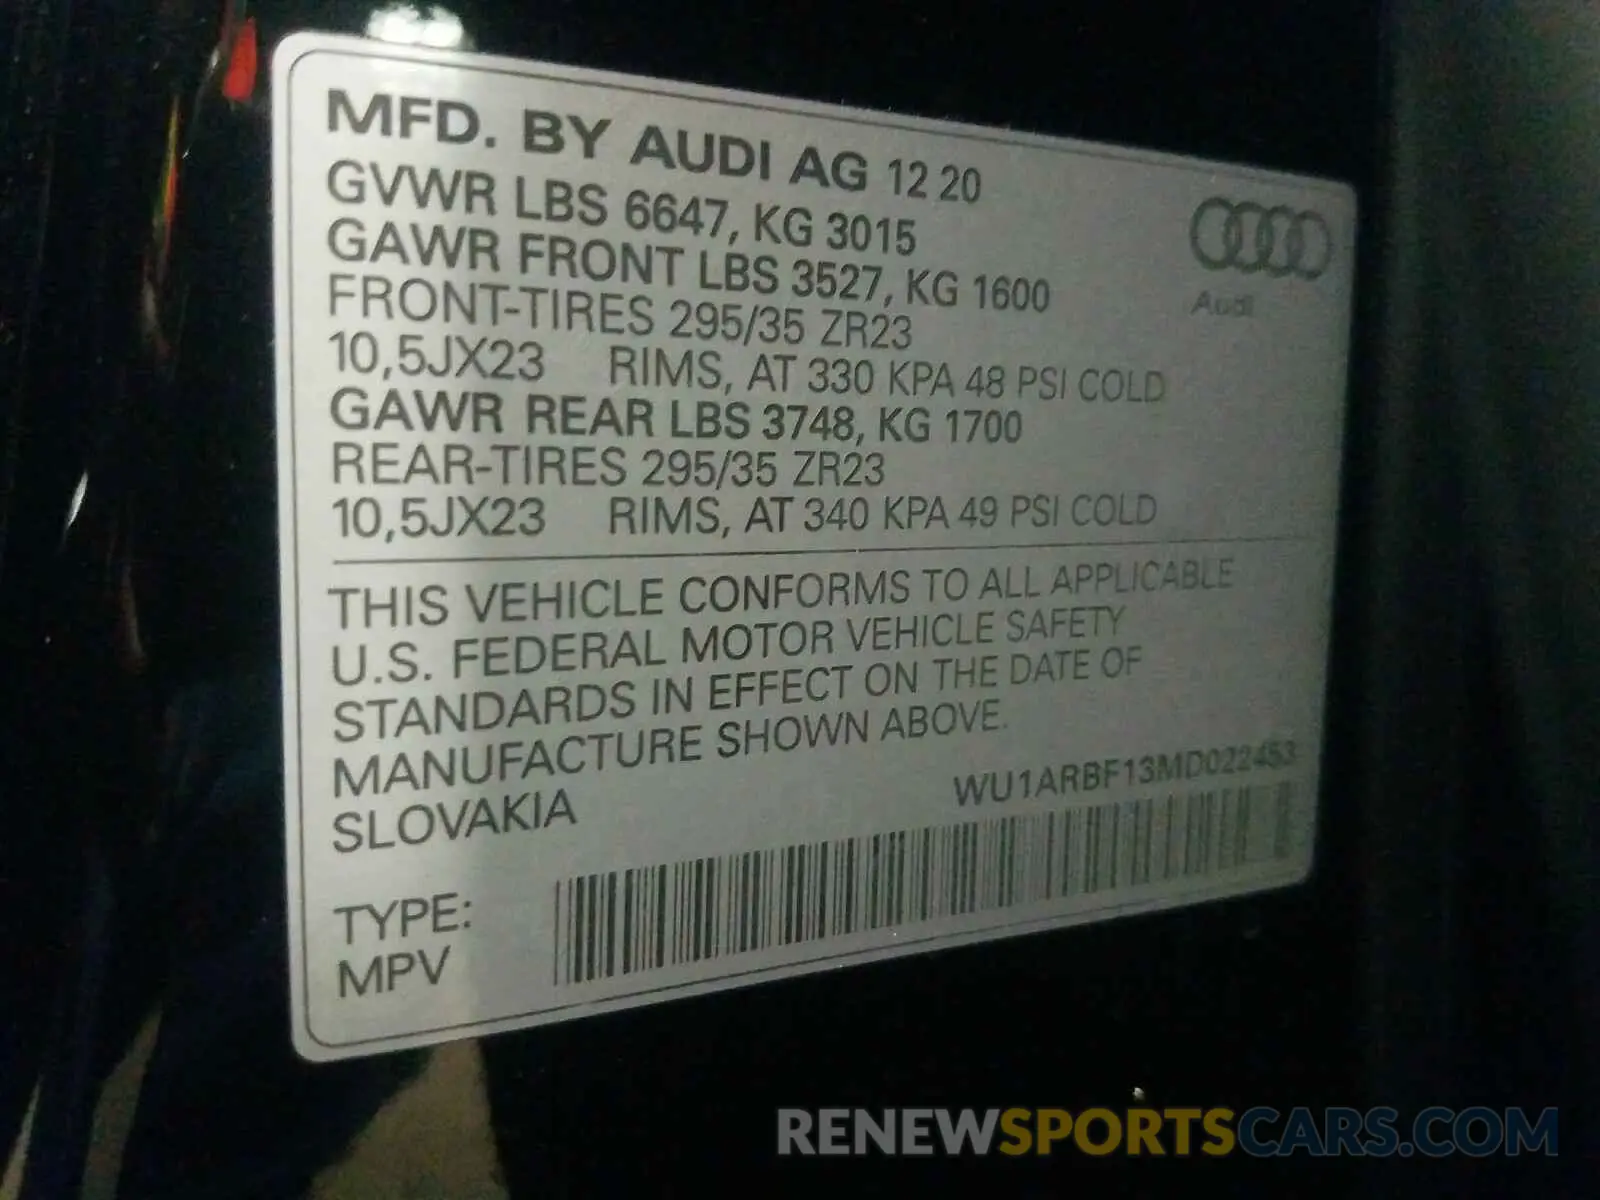 MFD. BY AUDI AG 12 20
GVWR LBS 6647, KG 3015
GAWR FRONT LBS 3527, KG 1600
FRONT-TIRES 295/35 ZR23
10,5JX23 RIMS, AT 330 KPA 48 PSI COLD
GAWR REAR LBS 3748, KG 1700
REAR-TIRES 295/35 ZR23
10,5JX23 RIMS, AT 340 KPA 49 PSI COLD
Audi
THIS VEHICLE CONFORMS TO ALL APPLICABLE
U.S. FEDERAL MOTOR VEHICLE SAFETY
STANDARDS IN EFFECT ON THE DATE OF
MANUFACTURE SHOWN ABOVE.
SLOVAKIA
WU1ARBF13MD022453
TYPE:
MPV
RENEWSPORTSCARS.COM